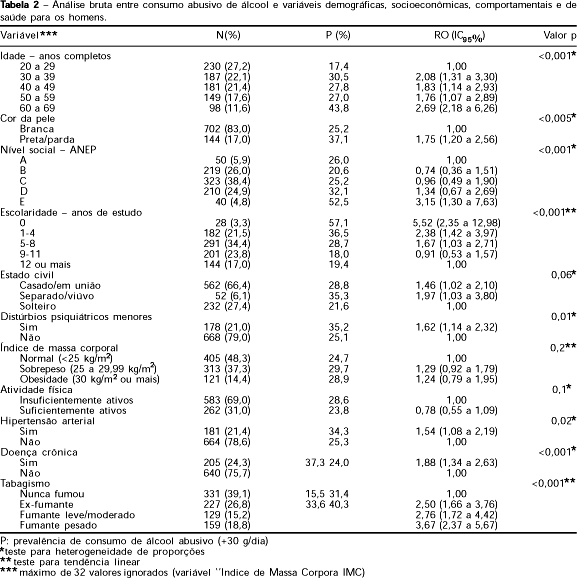 Tabela 2 – Análise bruta entre consumo abusivo de álcool e variáveis demográficas, socioeconômicas, comportamentais e de
saúde para os homens.
Variável*** N(%) P (%) RO (IC95%) Valor p
Idade – anos completos <0,001*
20 a 29 230 (27,2) 17,4 1,00
30 a 39 187 (22,1) 30,5 2,08 (1,31 a 3,30)
40 a 49 181 (21,4) 27,8 1,83 (1,14 a 2,93)
50 a 59 149 (17,6) 27,0 1,76 (1,07 a 2,89)
60 a 69 98 (11,6) 43,8 2,69 (2,18 a 6,26)
Cor da pele <0,005*
Branca 702 (83,0) 25,2 1,00
Preta/parda 144 (17,0) 37,1 1,75 (1,20 a 2,56)
Nível social – ANEP <0,001*
A 50 (5,9) 26,0 1,00
B 219 (26,0) 20,6 0,74 (0,36 a 1,51)
C 323 (38,4) 25,2 0,96 (0,49 a 1,90)
D 210 (24,9) 32,1 1,34 (0,67 a 2,69)
E 40 (4,8) 52,5 3,15 (1,30 a 7,63)
Escolaridade – anos de estudo <0,001**
0 28 (3,3) 57,1 5,52 (2,35 a 12,98)
1-4 182 (21,5) 36,5 2,38 (1,42 a 3,97)
5-8 291 (34,4) 28,7 1,67 (1,03 a 2,71)
9-11 201 (23,8) 18,0 0,91 (0,53 a 1,57)
12 ou mais 144 (17,0) 19,4 1,00
Estado civil 0,06*
Casado/em união 562 (66,4) 28,8 1,46 (1,02 a 2,10)
Separado/viúvo 52 (6,1) 35,3 1,97 (1,03 a 3,80)
Solteiro 232 (27,4) 21,6 1,00
Distúrbios psiquiátricos menores 0,01*
Sim 178 (21,0) 35,2 1,62 (1,14 a 2,32)
Não 668 (79,0) 25,1 1,00
Índice de massa corporal 0,2**
Normal (<25 kg/m²) 405 (48,3) 24,7 1,00
Sobrepeso (25 a 29,99 kg/m²) 313 (37,3) 29,7 1,29 (0,92 a 1,79)
Obesidade (30 kg/m² ou mais) 121 (14,4) 28,9 1,24 (0,79 a 1,95)
Atividade física 0,1*
Insuficientemente ativos 583 (69,0) 28,6 1,00
Suficientemente ativos 262 (31,0) 23,8 0,78 (0,55 a 1,09)
Hipertensão arterial 0,02*
Sim 181 (21,4) 34,3 1,54 (1,08 a 2,19)
Não 664 (78,6) 25,3 1,00
Doença crônica <0,001*
Sim 205 (24,3) 37,3 24,0 1,88 (1,34 a 2,63)
Não 640 (75,7) 1,00
Tabagismo <0,001**
Nunca fumou 331 (39,1) 15,5 31,4 1,00
Ex-fumante 227 (26,8) 33,6 40,3 2,50 (1,66 a 3,76)
Fumante leve/moderado 129 (15,2) 2,76 (1,72 a 4,42)
Fumante pesado 159 (18,8) 3,67 (2,37 a 5,67)
P: prevalência de consumo de álcool abusivo (+30 g/dia)
*teste para heterogeneidade de proporções
** teste para tendência linear
*** máximo de 32 valores ignorados (variável ''Indice de Massa Corpora IMC)